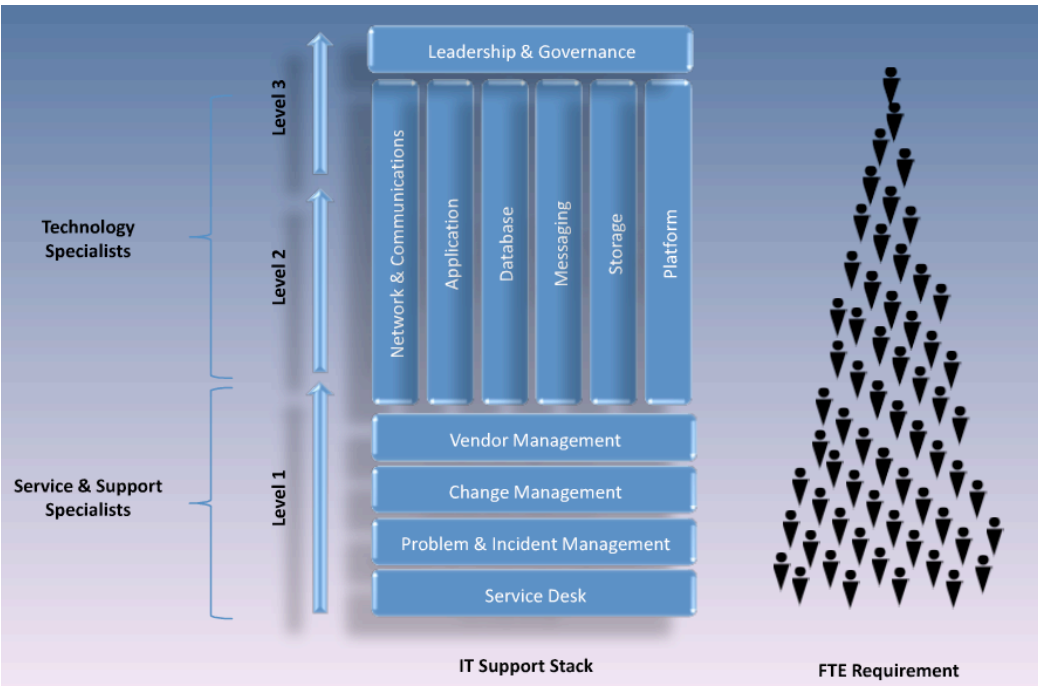 Leadership & Governance
Level 3
Level 2
Level 1
Technology
Specialists
Service & Support
Specialists
Network & Communications
Application
Database
Messaging
Storage
Platform
Vendor Management
Change Management
Problem & Incident Management
Service Desk
IT Support Stack
FTE Requirement